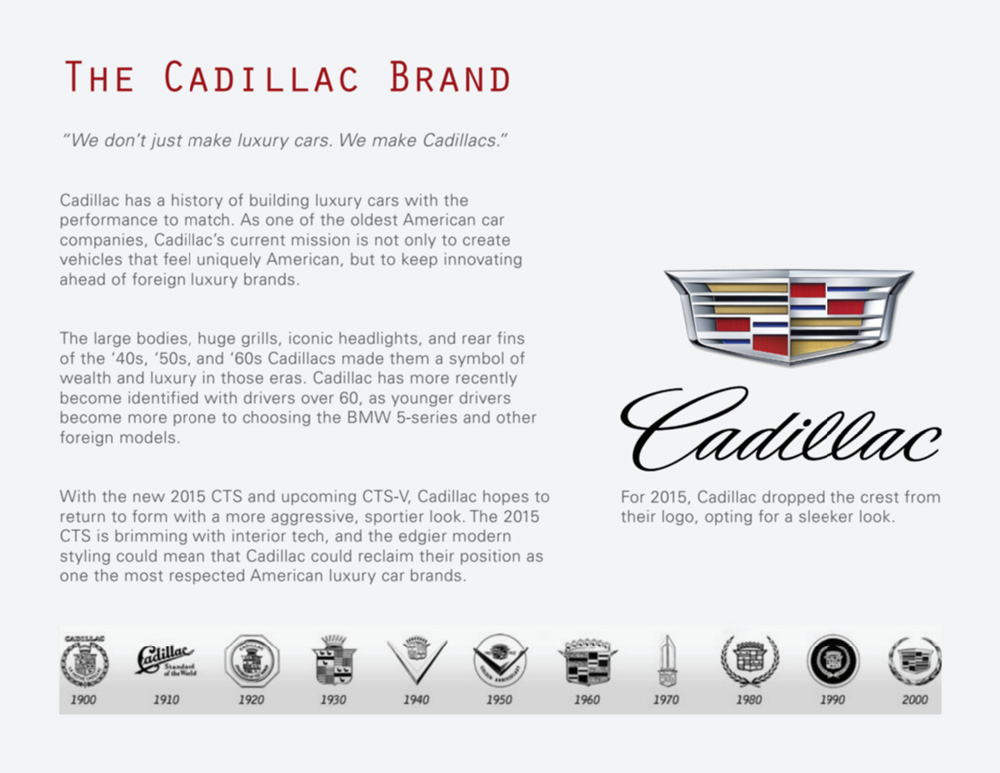 THE CADILLAC BRAND
"We don't just make luxury cars. We make Cadillacs."
Cadillac has a history of building luxury cars with the
performance to match. As one of the oldest American car
companies, Cadillac's current mission is not only to create
vehicles that feel uniquely American, but to keep innovating
ahead of foreign luxury brands.
The large bodies, huge grills, iconic headlights, and rear fins
of the '40s, '50s, and '60s Cadillacs made them a symbol of
wealth and luxury in those eras. Cadillac has more recently
become identified with drivers over 60, as younger drivers
become more prone to choosing the BMW 5-series and other
foreign models.
With the new 2015 CTS and upcoming CTS-V, Cadillac hopes to
return to form with a more aggressive, sportier look. The 2015
CTS is brimming with interior tech, and the edgier modern
styling could mean that Cadillac could reclaim their position as
one the most respected American luxury car brands.
Cadillac
For 2015, Cadillac dropped the crest from
their logo, opting for a sleeker look.
CADILLAC
Cadillac
Standard
of the World
1900 1910 1920 1930 1940 1950 1960 1970 1980 1990 2000